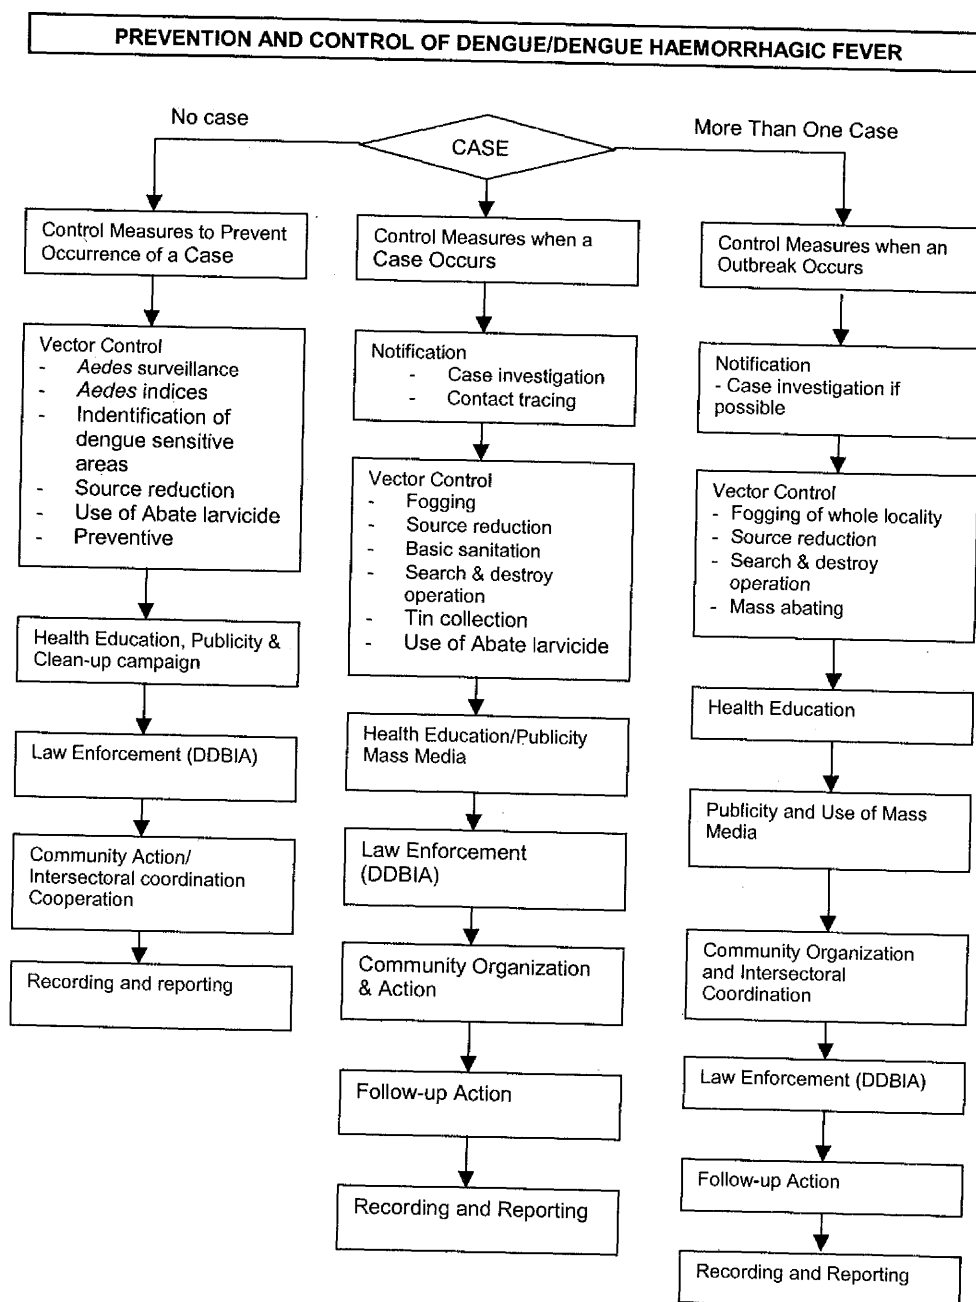 PREVENTION AND CONTROL OF DENGUE/DENGUE HAEMORRHAGIC FEVER
No case
CASE
More Than One Case
Control Measures to Prevent
Occurrence of a Case
Vector Control
- Aedes surveillance
- Aedes indices
- Indentification of
dengue sensitive
areas
- Source reduction
- Use of Abate larvicide
- Preventive
Health Education, Publicity &
Clean-up campaign
Law Enforcement (DDBIA)
Community Action/
Intersectoral coordination
Cooperation
Recording and reporting
Control Measures when a
Case Occurs
Notification
- Case investigation
- Contact tracing
Vector Control
- Fogging
- Source reduction
- Basic sanitation
- Search & destroy
operation
- Tin collection
- Use of Abate larvicide
Health Education/Publicity
Mass Media
Law Enforcement
(DDBIA)
Community Organization
& Action
Follow-up Action
Recording and Reporting
Control Measures when an
Outbreak Occurs
Notification
- Case investigation if
possible
Vector Control
- Fogging of whole locality
- Source reduction
- Search & destroy
operation
- Mass abating
Health Education
Publicity and Use of Mass
Media
Community Organization
and Intersectoral
Coordination
Law Enforcement (DDBIA)
Follow-up Action
Recording and Reporting